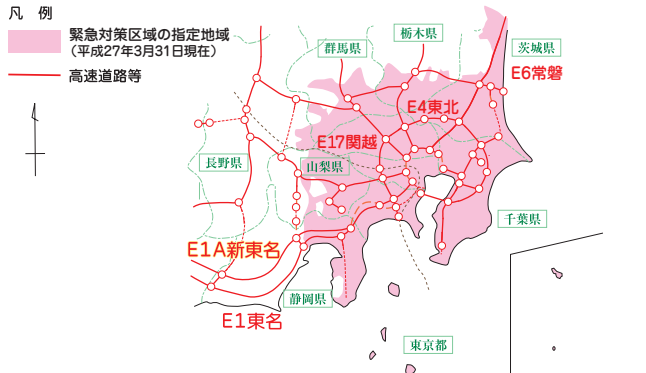 凡 例
緊急対策区域の指定地域
(平成27年3月31日現在)
高速道路等
群馬県
栃木県
茨城県
E6常磐
E4東北
E17関越
長野県
山梨県
千葉県
E1A新東名
静岡県
E1東名
東京都